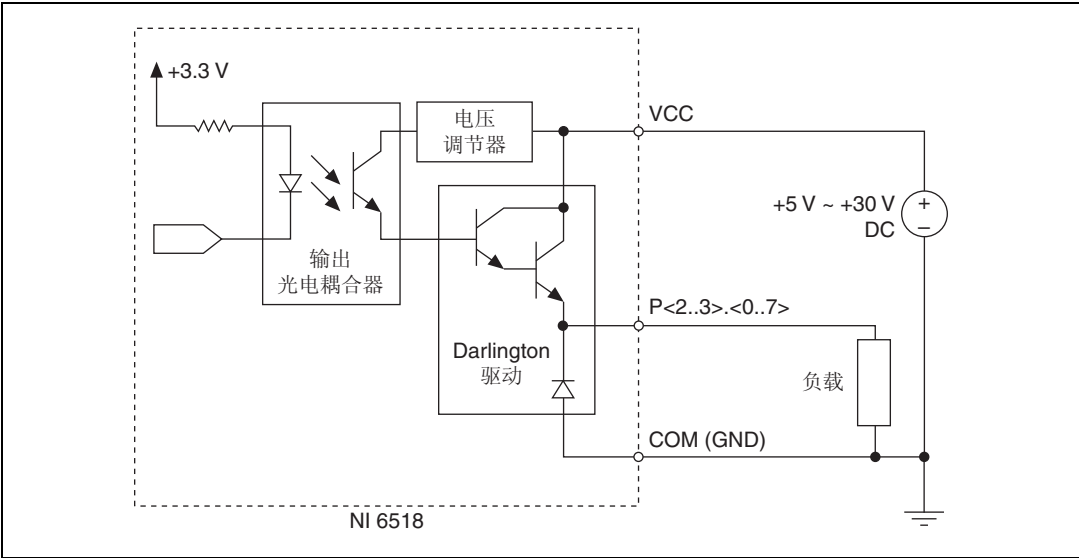 +3.3 V
电压
调节器
VCC
+5 V ~ +30 V
DC
+
–
输出
光电耦合器
P<2..3>.<0..7>
Darlington
驱动
负载
COM (GND)
NI 6518